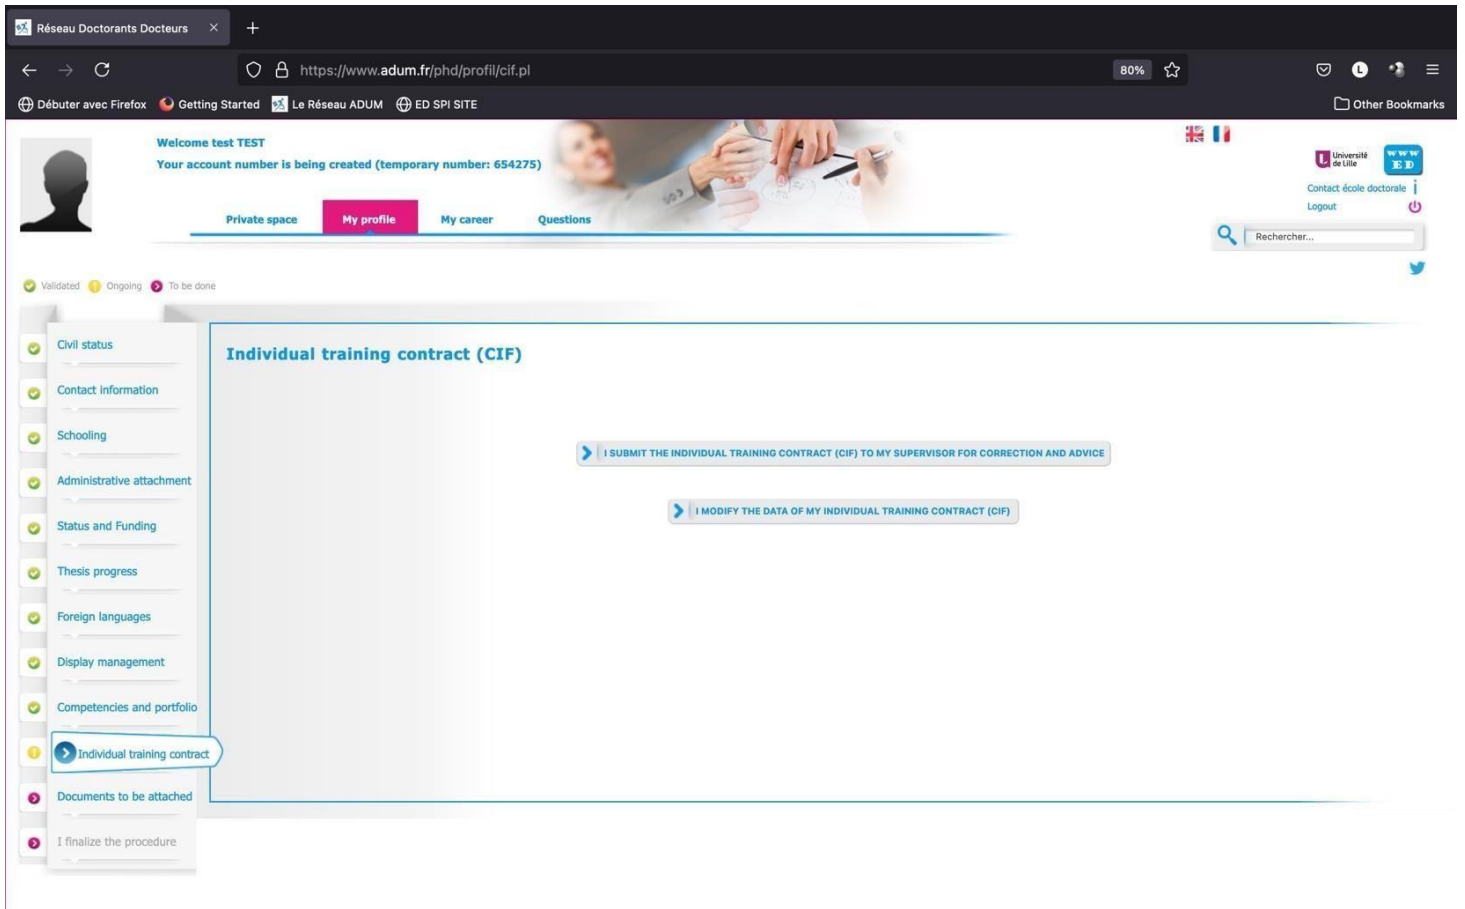 Réseau Doctorants Docteurs
https://www.adum.fr/phd/profil/cif.pl
80%
L
Débuter avec Firefox
Getting Started
Le Réseau ADUM
ED SPI SITE
Other Bookmarks
Welcome test TEST
Your account number is being created (temporary number: 654275)
Université
de Lille
WWW
ED
Contact école doctorale
Logout
Private space
My profile
My career
Questions
Rechercher...
Validated
Ongoing
To be done
Civil status
Contact information
Schooling
Administrative attachment
Status and Funding
Thesis progress
Foreign languages
Display management
Competencies and portfolio
Individual training contract
Documents to be attached
I finalize the procedure
Individual training contract (CIF)
I SUBMIT THE INDIVIDUAL TRAINING CONTRACT (CIF) TO MY SUPERVISOR FOR CORRECTION AND ADVICE
I MODIFY THE DATA OF MY INDIVIDUAL TRAINING CONTRACT (CIF)